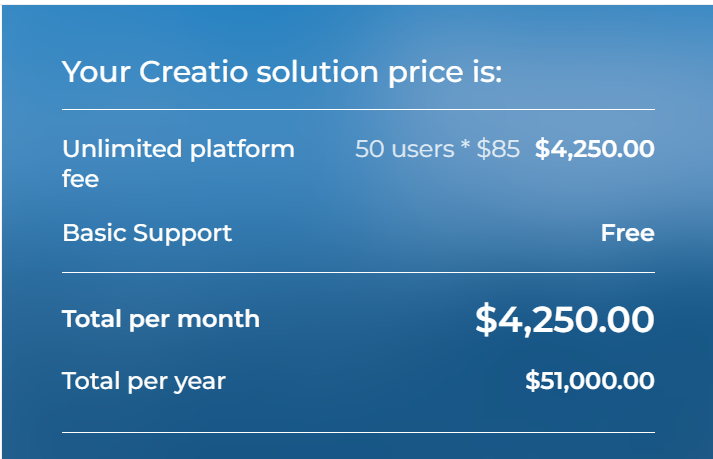 Your Creatio solution price is:
Unlimited platform fee 50 users * $85 $4,250.00
Basic Support Free
Total per month $4,250.00
Total per year $51,000.00